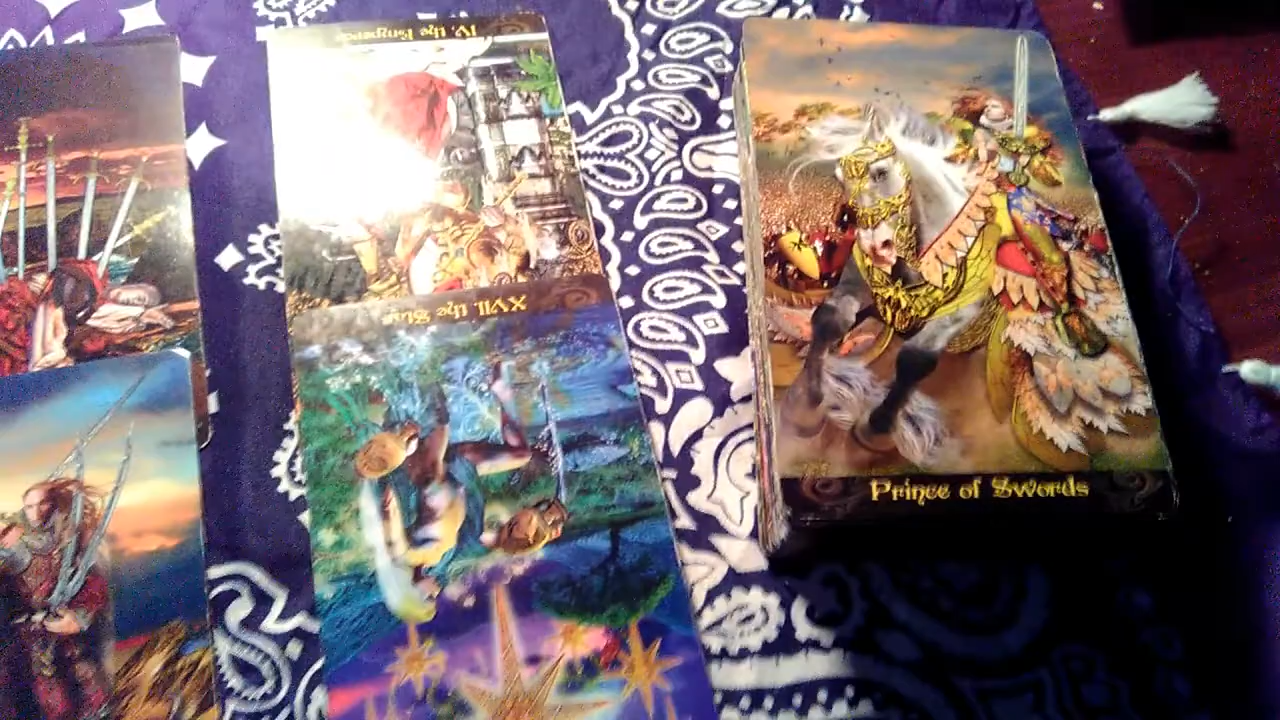 IV. the Emperor
XVII. the Star
Prince of Swords